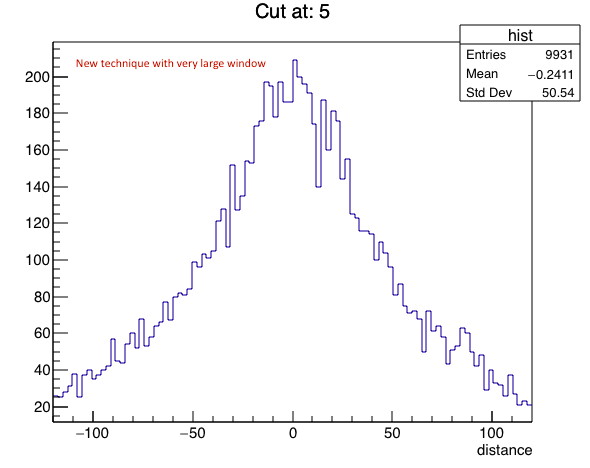 Cut at: 5
hist
Entries 9931
Mean −0.2411
Std Dev 50.54
New technique with very large window
200
180
160
140
120
100
80
60
40
20
−100 −50 0 50 100
distance